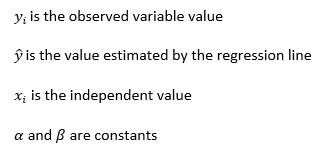 yᵢ is the observed variable value
ŷ is the value estimated by the regression line
xᵢ is the independent value
α and β are constants